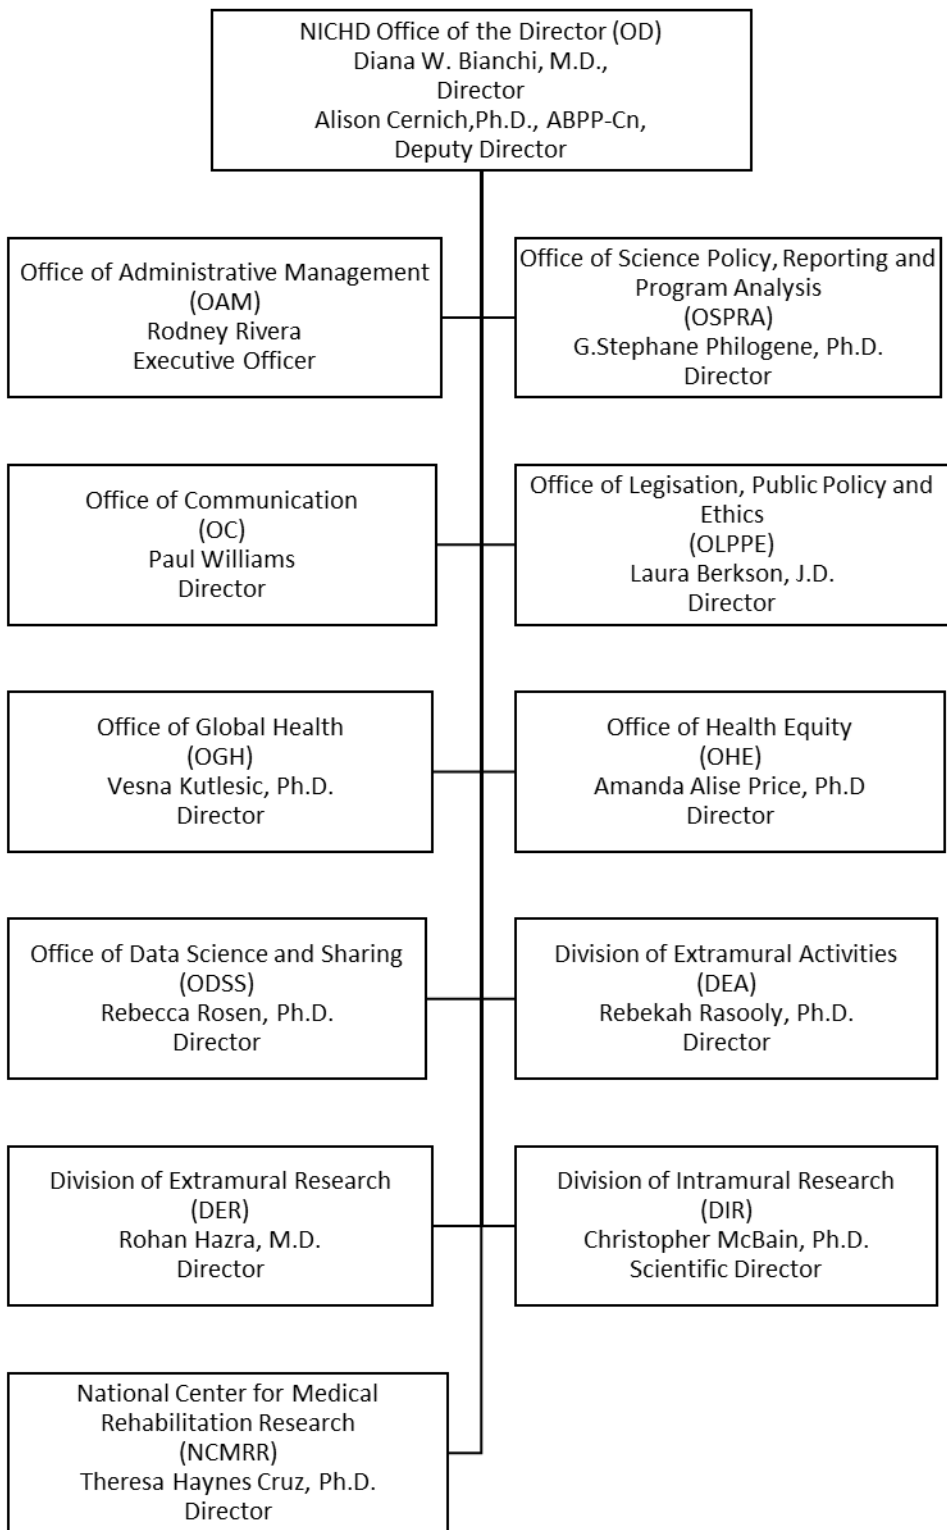 NICHD Office of the Director (OD)
Diana W. Bianchi, M.D.,
Director
Alison Cernich,Ph.D., ABPP-Cn,
Deputy Director
Office of Administrative Management
(OAM)
Rodney Rivera
Executive Officer
Office of Science Policy, Reporting and
Program Analysis
(OSPRA)
G.Stephane Philogene, Ph.D.
Director
Office of Communication
(OC)
Paul Williams
Director
Office of Legisation, Public Policy and
Ethics
(OLPPE)
Laura Berkson, J.D.
Director
Office of Global Health
(OGH)
Vesna Kutlesic, Ph.D.
Director
Office of Health Equity
(OHE)
Amanda Alise Price, Ph.D
Director
Office of Data Science and Sharing
(ODSS)
Rebecca Rosen, Ph.D.
Director
Division of Extramural Activities
(DEA)
Rebekah Rasooly, Ph.D.
Director
Division of Extramural Research
(DER)
Rohan Hazra, M.D.
Director
Division of Intramural Research
(DIR)
Christopher McBain, Ph.D.
Scientific Director
National Center for Medical
Rehabilitation Research
(NCMRR)
Theresa Haynes Cruz, Ph.D.
Director